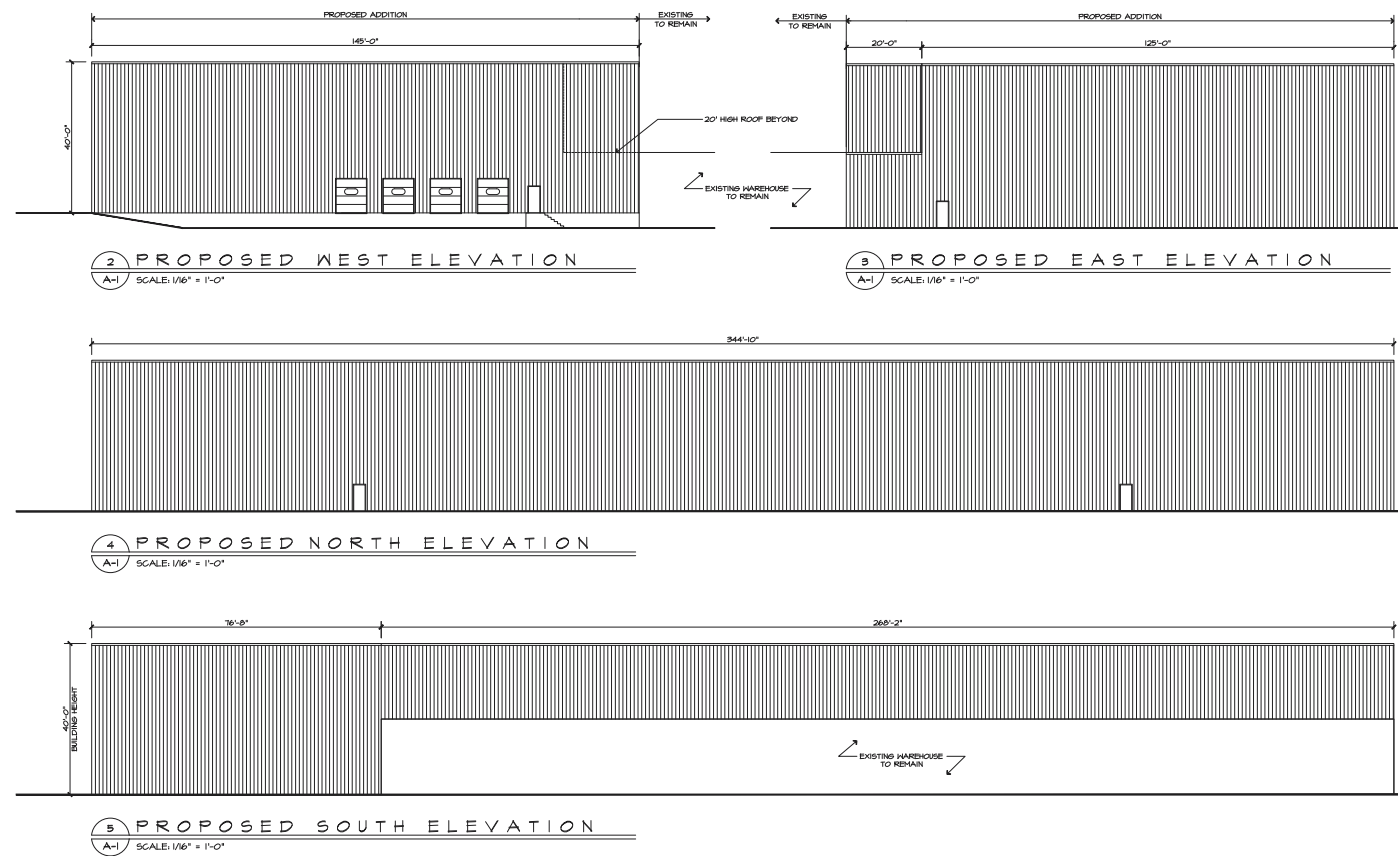 PROPOSED ADDITION
EXISTING
TO REMAIN
145'-0"
40'-0"
20' HIGH ROOF BEYOND
EXISTING WAREHOUSE
TO REMAIN
2
A-1
PROPOSED WEST ELEVATION
SCALE: 1/16" = 1'-0"
EXISTING
TO REMAIN
PROPOSED ADDITION
20'-0"
125'-0"
3
A-1
PROPOSED EAST ELEVATION
SCALE: 1/16" = 1'-0"
344'-10"
4
A-1
PROPOSED NORTH ELEVATION
SCALE: 1/16" = 1'-0"
76'-8"
268'-2"
40'-0"
BUILDING HEIGHT
EXISTING WAREHOUSE
TO REMAIN
5
A-1
PROPOSED SOUTH ELEVATION
SCALE: 1/16" = 1'-0"